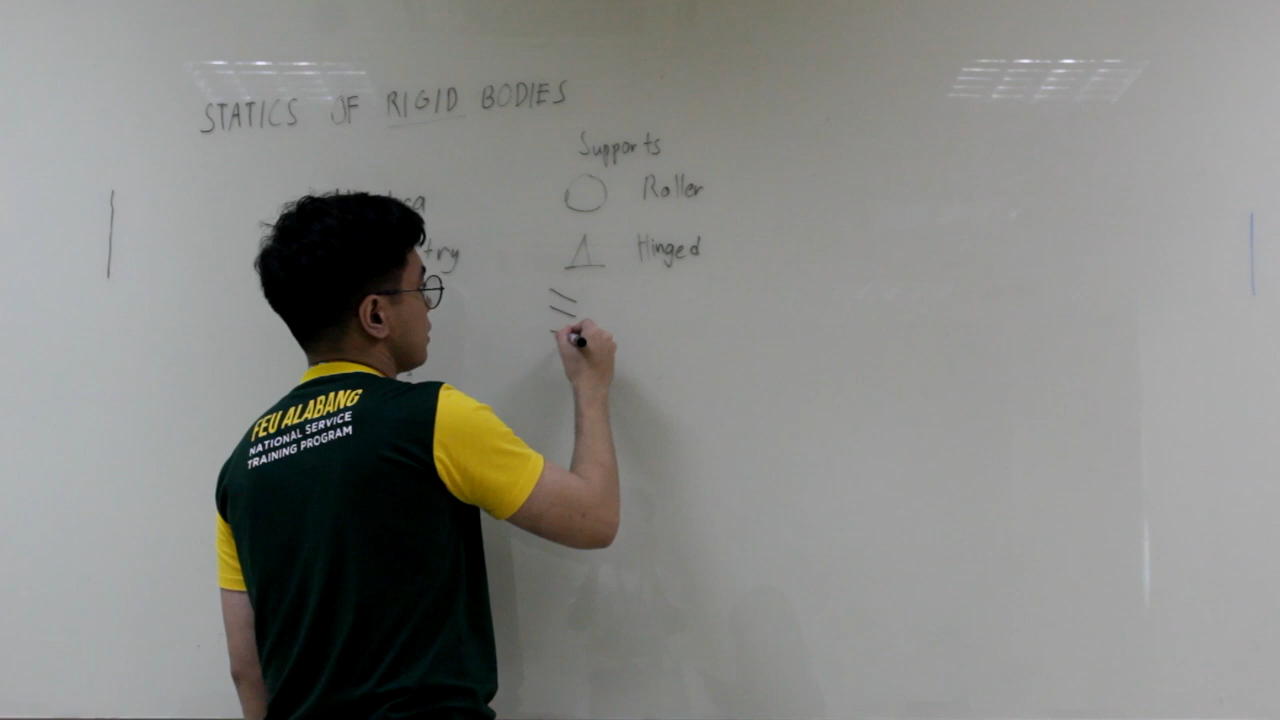 STATICS OF RIGID BODIES
Supports
Roller
Hinged
FEU ALABANG
NATIONAL SERVICE
TRAINING PROGRAM